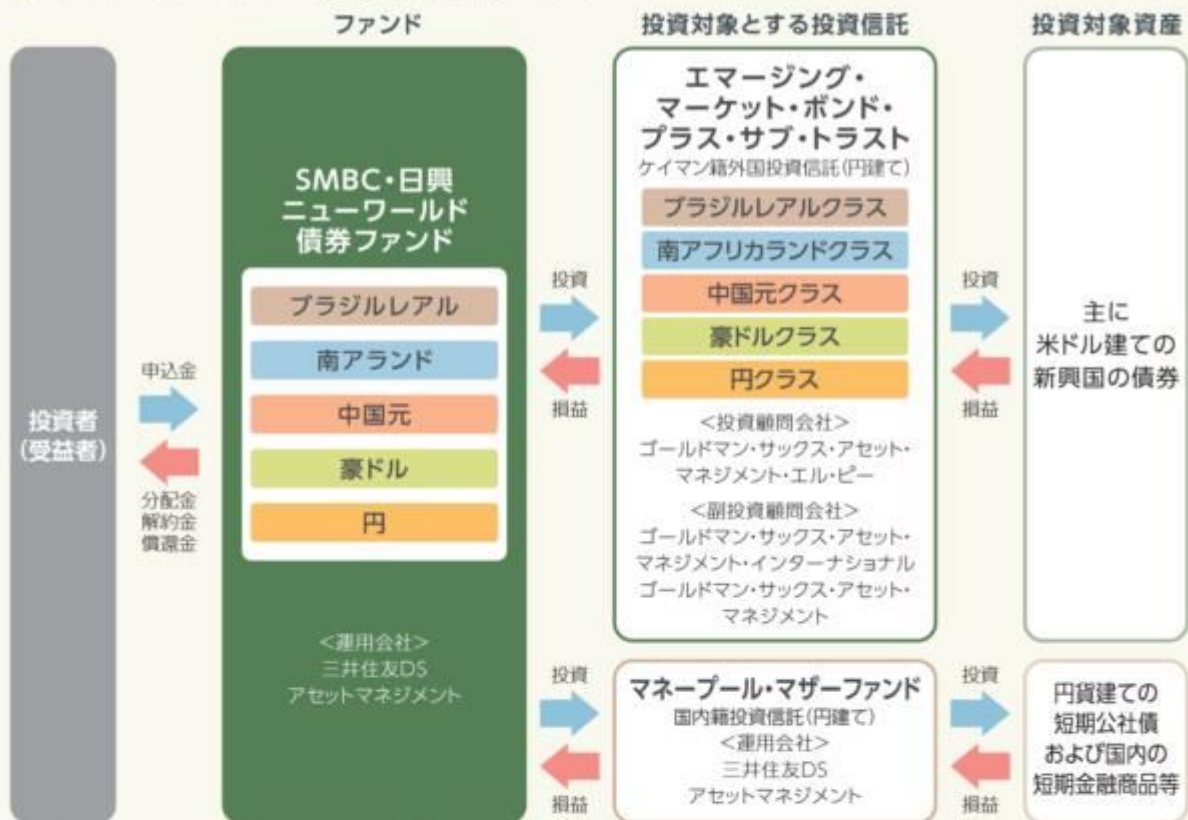 ファンド
投資対象とする投資信託
投資対象資産
投資者
(受益者)
申込金
分配金
解約金
償還金
SMBC・日興
ニューワールド
債券ファンド
ブラジルレアル
南アランド
中国元
豪ドル
円
<運用会社>
三井住友DS
アセットマネジメント
投資
損益
投資
損益
エマージング・
マーケット・ボンド・
プラス・サブ・トラスト
ケイマン籍外国投資信託(円建て)
ブラジルレアルクラス
南アフリカランドクラス
中国元クラス
豪ドルクラス
円クラス
<投資顧問会社>
ゴールドマン・サックス・アセット・
マネジメント・エル・ピー
<副投資顧問会社>
ゴールドマン・サックス・アセット・
マネジメント・インターナショナル
ゴールドマン・サックス・アセット・
マネジメント
マネープール・マザーファンド
国内籍投資信託(円建て)
<運用会社>
三井住友DS
アセットマネジメント
投資
損益
投資
損益
主に
米ドル建ての
新興国の債券
円貨建ての
短期公社債
および国内の
短期金融商品等